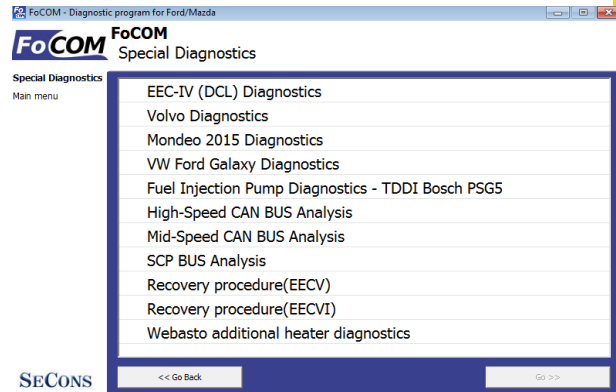 FoCOM - Diagnostic program for Ford/Mazda
FoCOM
FoCOM
Special Diagnostics
Special Diagnostics
Main menu
EEC-IV (DCL) Diagnostics
Volvo Diagnostics
Mondeo 2015 Diagnostics
VW Ford Galaxy Diagnostics
Fuel Injection Pump Diagnostics - TDDI Bosch PSG5
High-Speed CAN BUS Analysis
Mid-Speed CAN BUS Analysis
SCP BUS Analysis
Recovery procedure(EECV)
Recovery procedure(EECVI)
Webasto additional heater diagnostics
SECONS
<< Go Back
Go >>